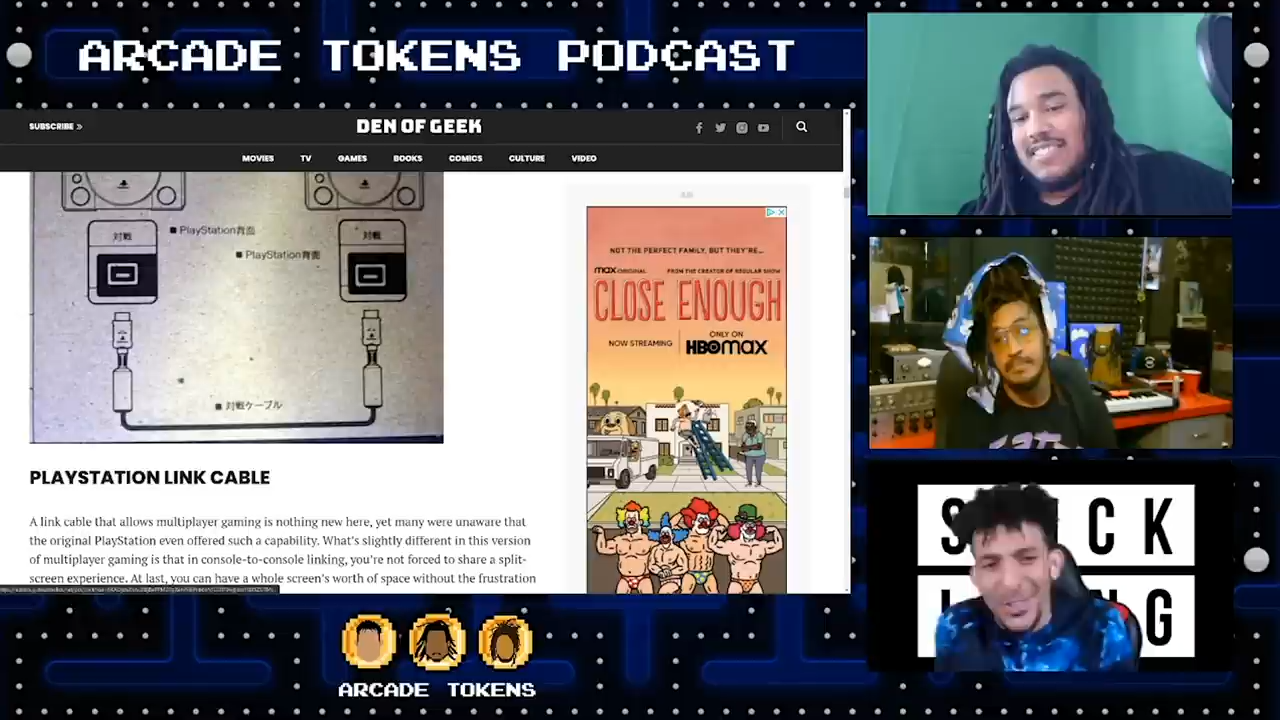 ARCADE TOKENS PODCAST
SUBSCRIBE »
DEN OF GEEK
MOVIES TV GAMES BOOKS COMICS CULTURE VIDEO
対戦
■ PlayStation背面
■ PlayStation背面
対戦
■ 対戦ケーブル
PLAYSTATION LINK CABLE
A link cable that allows multiplayer gaming is nothing new here, yet many were unaware that
the original PlayStation even offered such a capability. What's slightly different in this version
of multiplayer gaming is that in console-to-console linking, you're not forced to share a split-
screen experience. At last, you can have a whole screen's worth of space without the frustration
NOT THE PERFECT FAMILY, BUT THEY'RE...
max ORIGINAL
FROM THE CREATOR OF REGULAR SHOW
CLOSE ENOUGH
NOW STREAMING
ONLY ON
HBOmax
ARCADE TOKENS